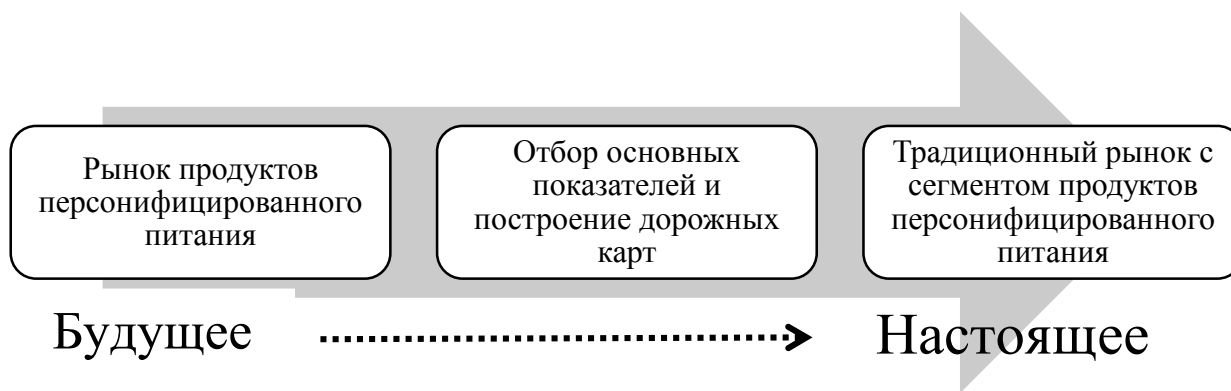 Рынок продуктов
персонифицированного
питания
Отбор основных
показателей и
построение дорожных
карт
Традиционный рынок с
сегментом продуктов
персонифицированного
питания
Будущее
Настоящее